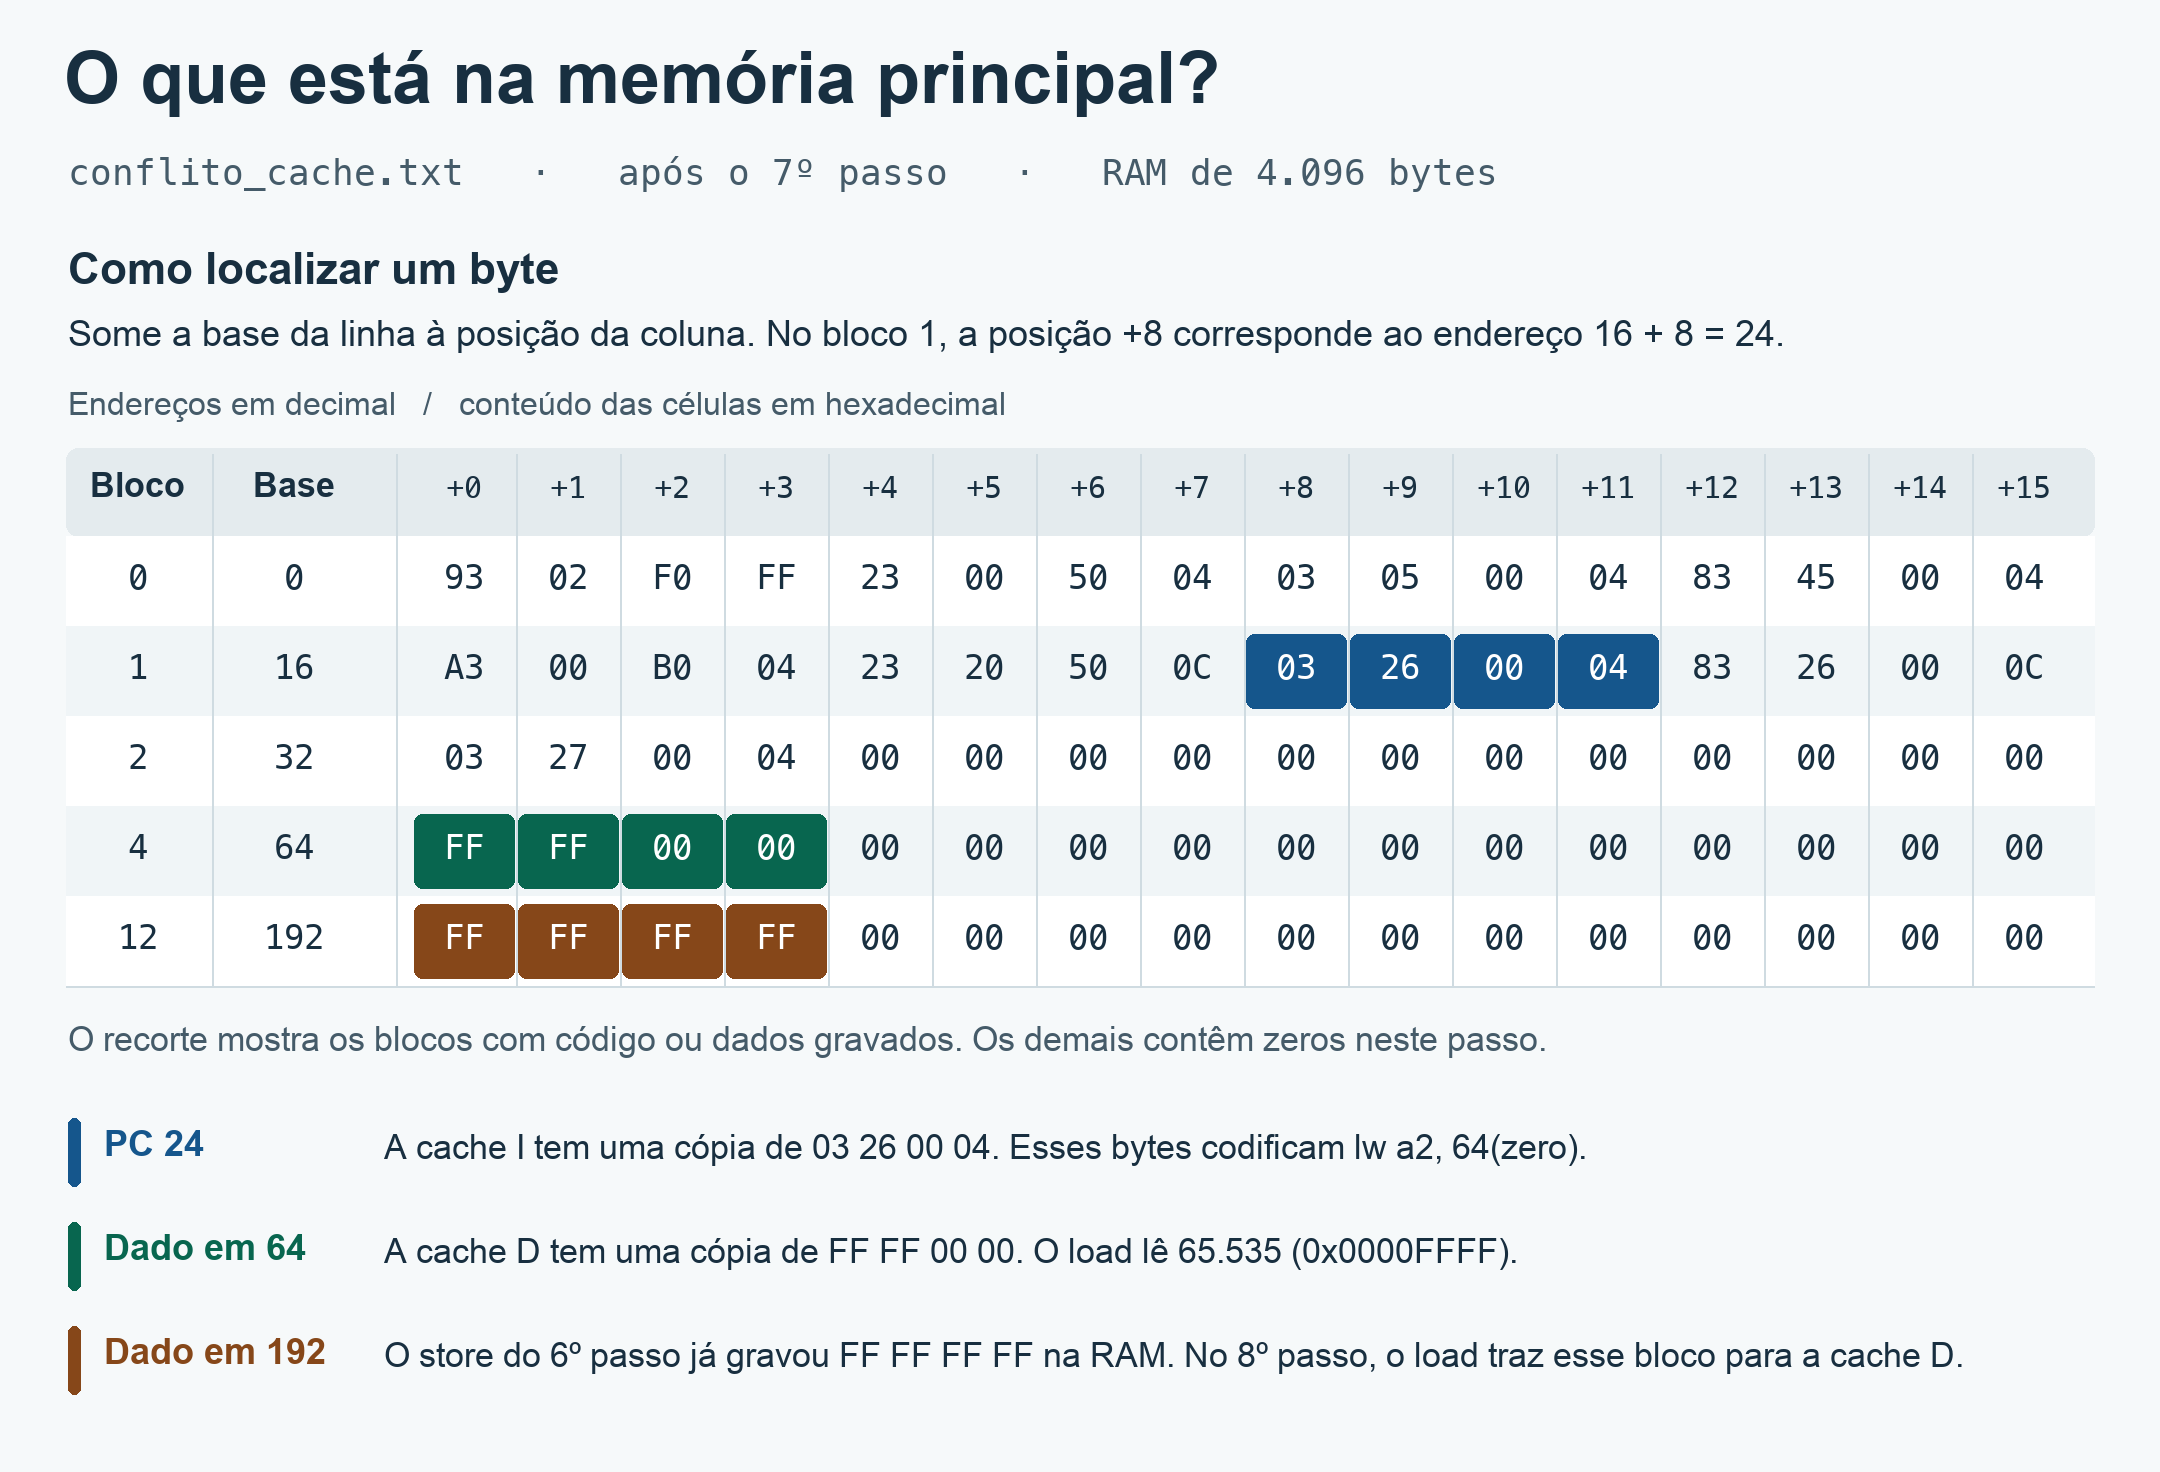 O que está na memória principal?
conflito_cache.txt · após o 7º passo · RAM de 4.096 bytes
Como localizar um byte
Some a base da linha à posição da coluna. No bloco 1, a posição +8 corresponde ao endereço 16 + 8 = 24.
Endereços em decimal / conteúdo das células em hexadecimal
Bloco Base +0 +1 +2 +3 +4 +5 +6 +7 +8 +9 +10 +11 +12 +13 +14 +15
0 0 93 02 F0 FF 23 00 50 04 03 05 00 04 83 45 00 04
1 16 A3 00 B0 04 23 20 50 0C 03 26 00 04 83 26 00 0C
2 32 03 27 00 04 00 00 00 00 00 00 00 00 00 00 00 00
4 64 FF FF 00 00 00 00 00 00 00 00 00 00 00 00 00 00
12 192 FF FF FF FF 00 00 00 00 00 00 00 00 00 00 00 00
O recorte mostra os blocos com código ou dados gravados. Os demais contêm zeros neste passo.
PC 24 A cache I tem uma cópia de 03 26 00 04. Esses bytes codificam lw a2, 64(zero).
Dado em 64 A cache D tem uma cópia de FF FF 00 00. O load lê 65.535 (0x0000FFFF).
Dado em 192 O store do 6º passo já gravou FF FF FF FF na RAM. No 8º passo, o load traz esse bloco para a cache D.